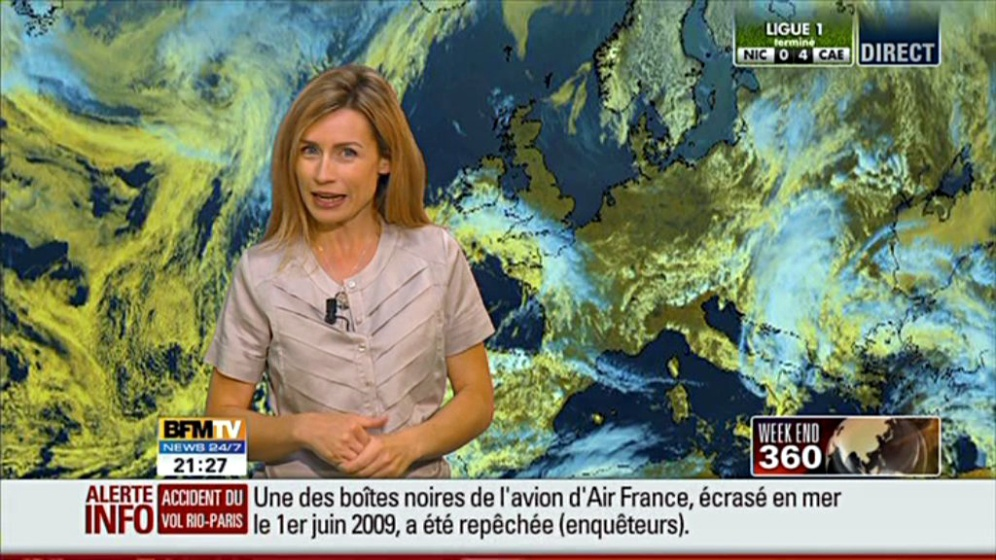 LIGUE 1
terminé
NIC 0 4 CAE
DIRECT
BFMTV
NEWS 24/7
21:27
WEEK END
360
ALERTE
INFO
ACCIDENT DU
VOL RIO-PARIS
Une des boîtes noires de l'avion d'Air France, écrasé en mer
le 1er juin 2009, a été repêchée (enquêteurs).